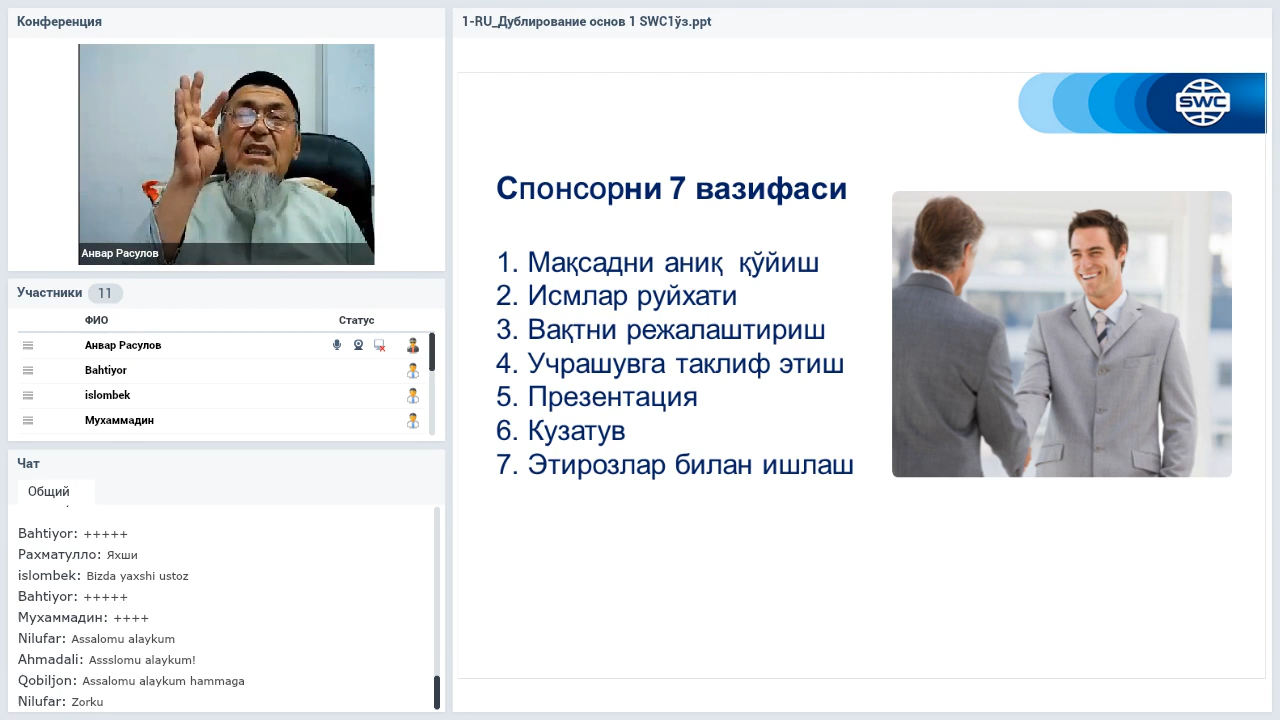 Конференция
Анвар Расулов
Участники 11
ФИО Статус
Анвар Расулов
Bahtiyor
islombek
Мухаммадин
Чат
Общий
Bahtiyor: +++++
Рахматулло: Яхши
islombek: Bizda yaxshi ustoz
Bahtiyor: +++++
Мухаммадин: ++++
Nilufar: Assalomu alaykum
Ahmadali: Assslomu alaykum!
Qobiljon: Assalomu alaykum hammaga
Nilufar: Zorku
1-RU_Дублирование основ 1 SWC1ўз.ppt
SWC
Спонсорни 7 вазифаси
1. Мақсадни аниқ қўйиш
2. Исмлар руйхати
3. Вақтни режалаштириш
4. Учрашувга таклиф этиш
5. Презентация
6. Кузатув
7. Этирозлар билан ишлаш